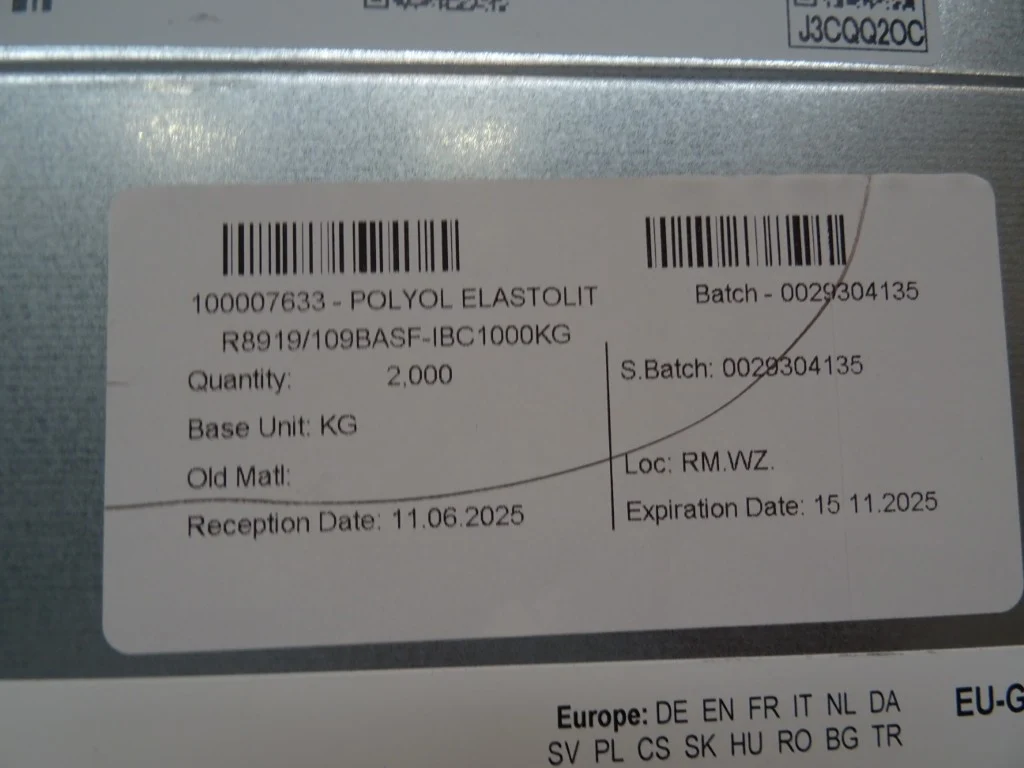 J3CQQ2OC
100007633 - POLYOL ELASTOLIT
R8919/109BASF-IBC1000KG
Batch - 0029304135
Quantity: 2,000
S.Batch: 0029304135
Base Unit: KG
Old Matl:
Loc: RM.WZ.
Reception Date: 11.06.2025
Expiration Date: 15 11.2025
Europe: DE EN FR IT NL DA
SV PL CS SK HU RO BG TR
EU-G